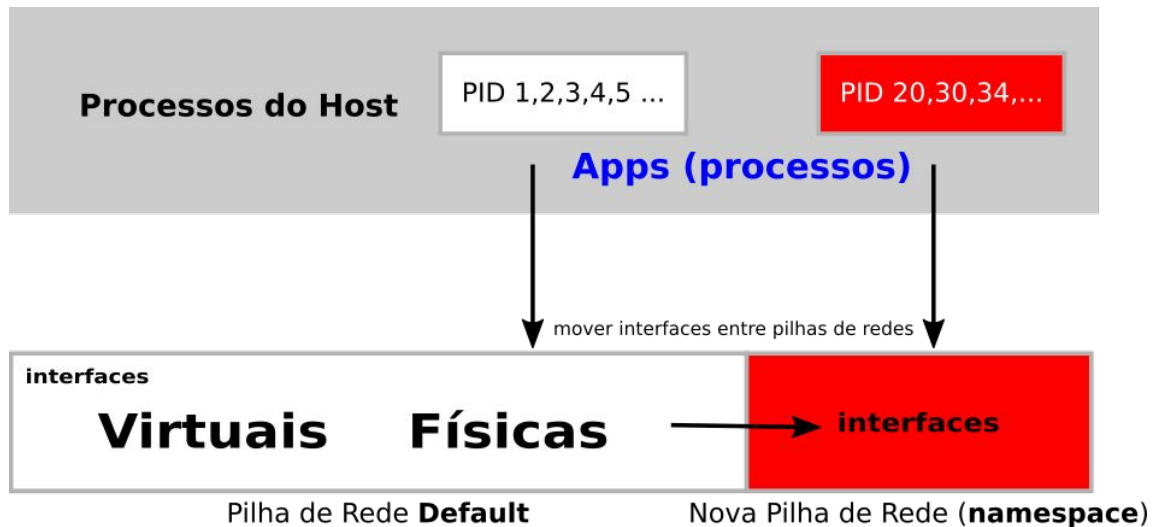 Processos do Host
PID 1,2,3,4,5 ...
PID 20,30,34,...
Apps (processos)
mover interfaces entre pilhas de redes
interfaces
Virtuais Físicas
interfaces
Pilha de Rede Default
Nova Pilha de Rede (namespace)